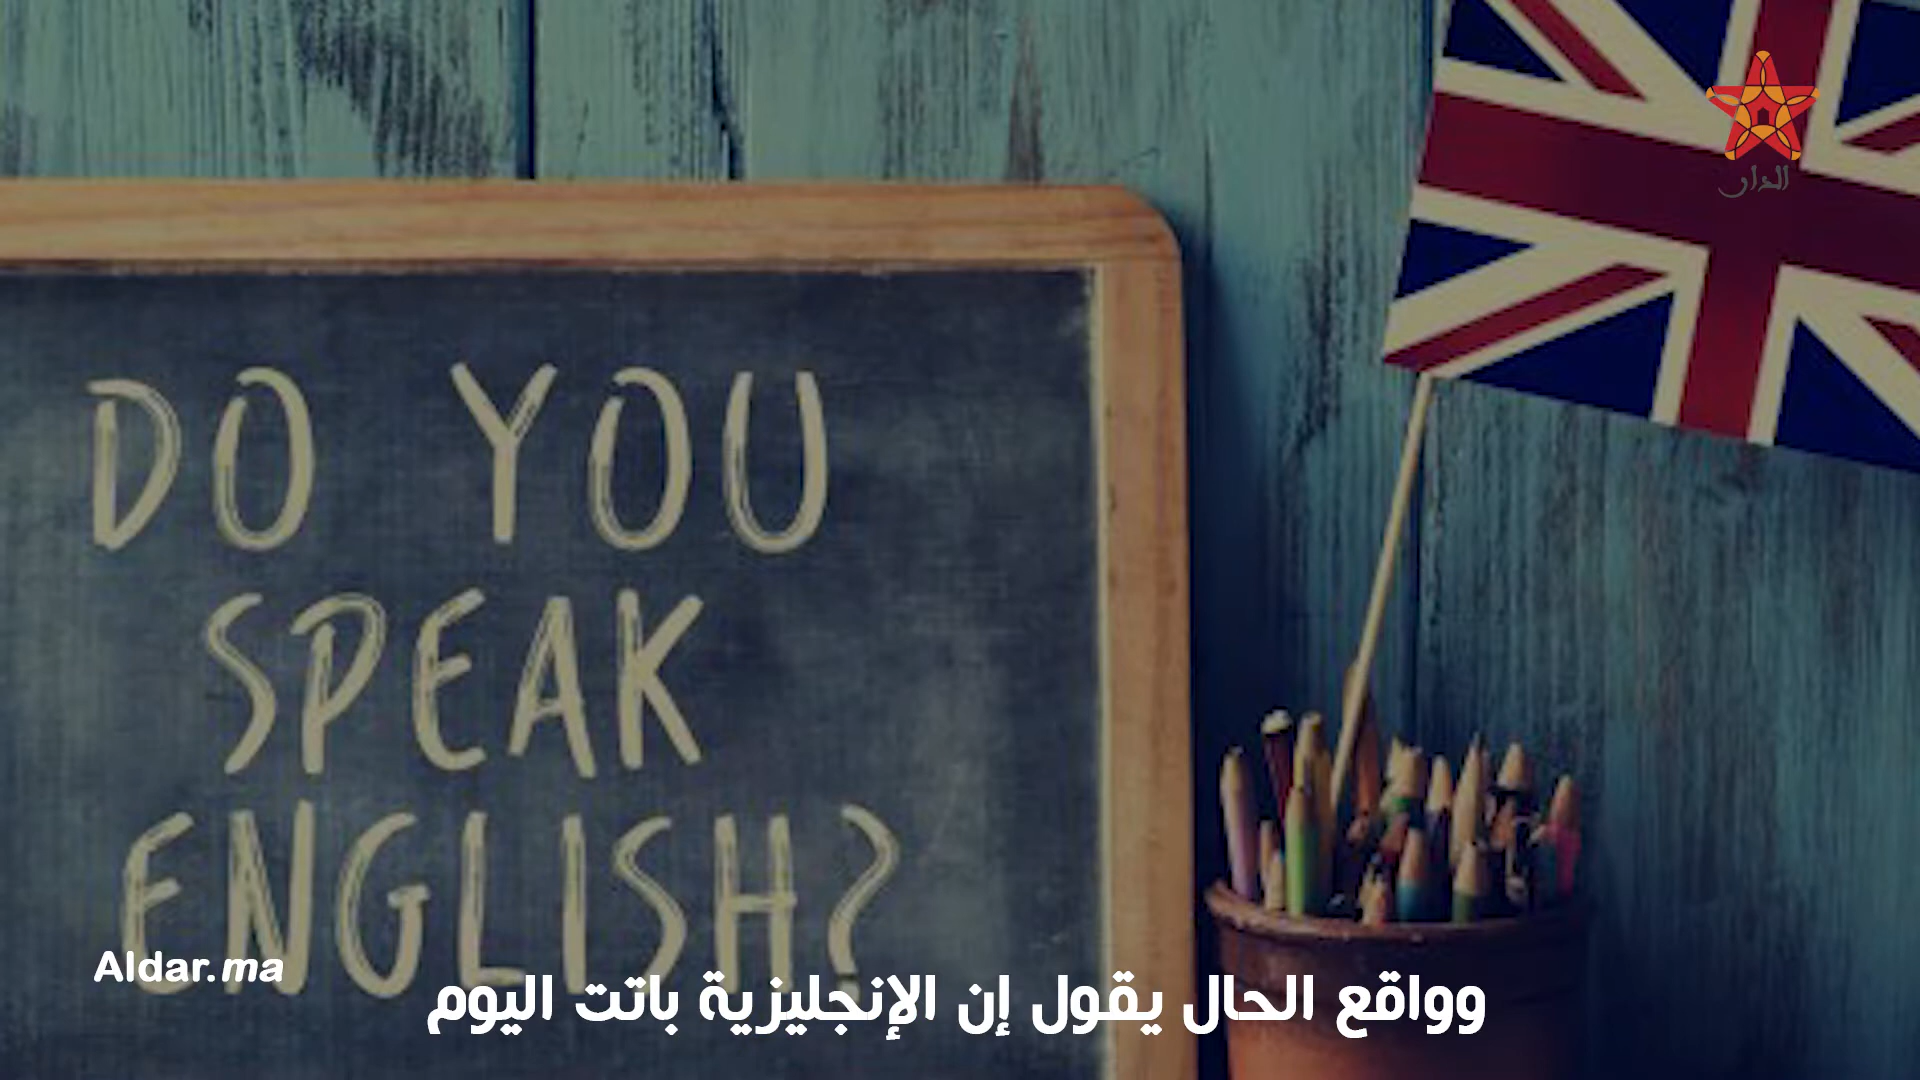 الدار
DO YOU
SPEAK
ENGLISH?
Aldar.ma
وواقع الحال يقول إن الإنجليزية باتت اليوم